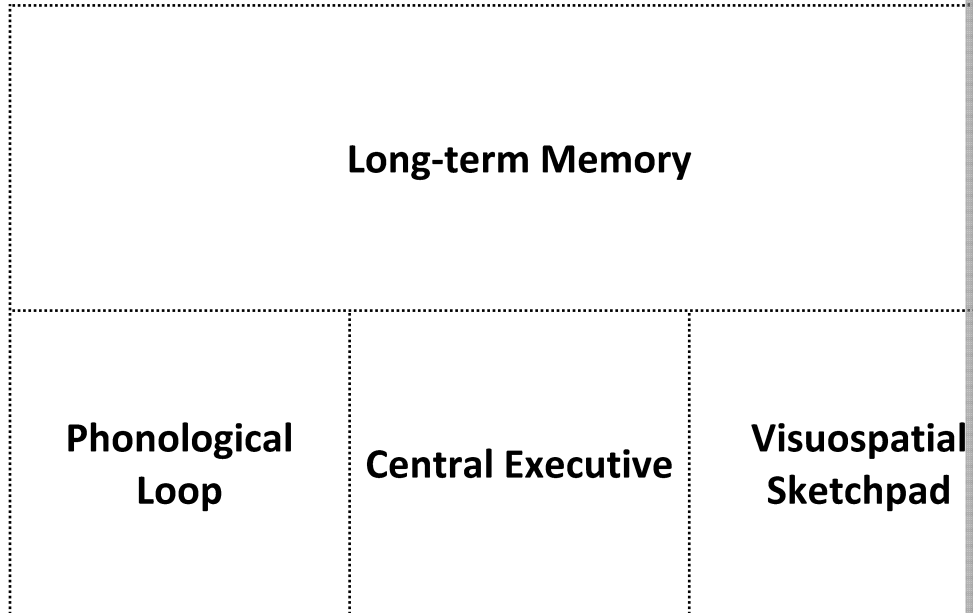 Long-term Memory
Phonological
Loop
Central Executive
Visuospatial
Sketchpad